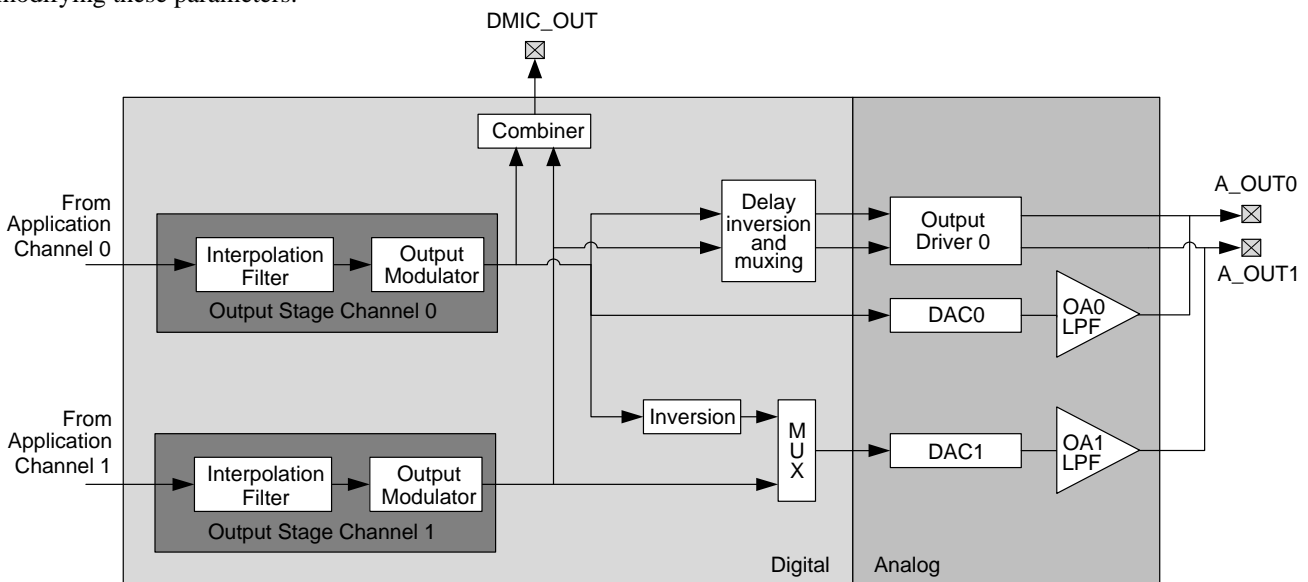 modifying these parameters.
DMIC_OUT
Combiner
From
Application
Channel 0
Interpolation
Filter
Output
Modulator
Output Stage Channel 0
Delay
inversion
and
muxing
Output
Driver 0
A_OUT0
A_OUT1
DAC0
OA0
LPF
From
Application
Channel 1
Interpolation
Filter
Output
Modulator
Output Stage Channel 1
Inversion
M
U
X
DAC1
OA1
LPF
Digital
Analog